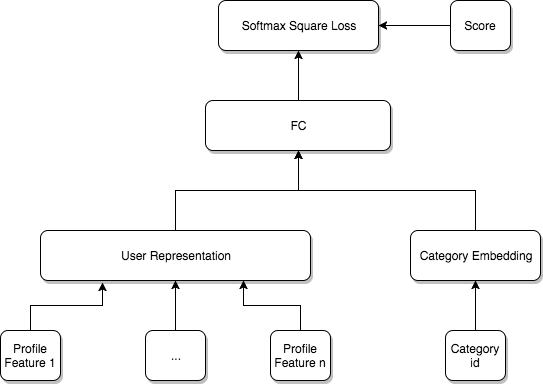 Softmax Square Loss
Score
FC
User Representation
Category Embedding
Profile
Feature 1
...
Profile
Feature n
Category
id